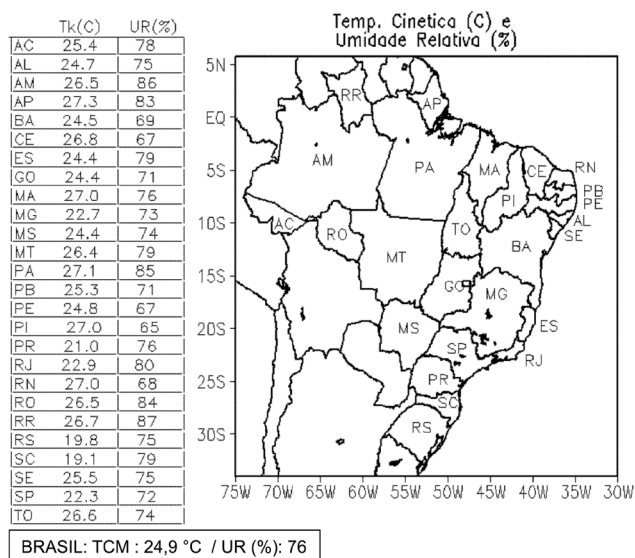 Tk(C) UR(%)
AC 25.4 78
AL 24.7 75
AM 26.5 86
AP 27.3 83
BA 24.5 69
CE 26.8 67
ES 24.4 79
GO 24.4 71
MA 27.0 76
MG 22.7 73
MS 24.4 74
MT 26.4 79
PA 27.1 85
PB 25.3 71
PE 24.8 67
PI 27.0 65
PR 21.0 76
RJ 22.9 80
RN 27.0 68
RO 26.5 84
RR 26.7 87
RS 19.8 75
SC 19.1 79
SE 25.5 75
SP 22.3 72
TO 26.6 74
Temp. Cinetica (C) e
Umidade Relativa (%)
5N
EQ
5S
10S
15S
20S
25S
30S
RR
AP
AM
PA
MA
CE
RN
PB
PE
AL
SE
PI
AC
RO
TO
BA
MT
GO
MG
ES
MS
SP
RJ
PR
SC
RS
75W 70W 65W 60W 55W 50W 45W 40W 35W 30W
BRASIL: TCM : 24,9 °C / UR (%): 76